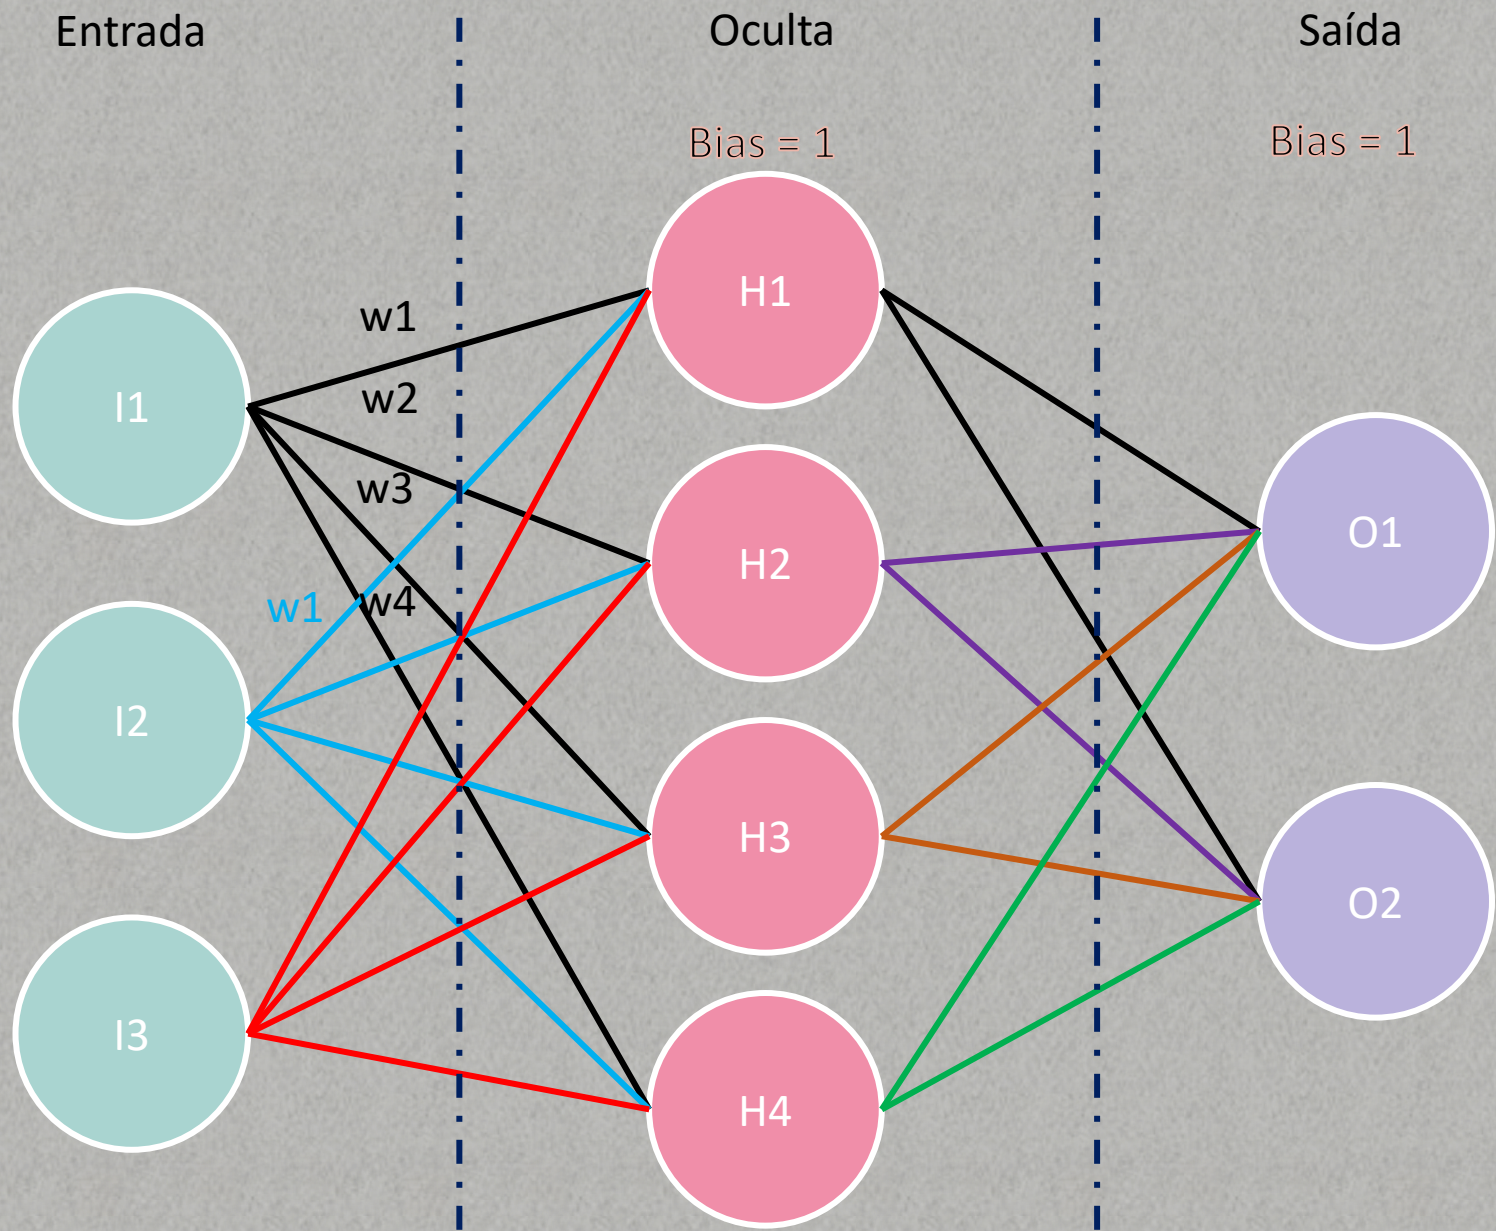 Entrada
Oculta
Saída
Bias = 1
Bias = 1
H1
w1
w2
I1
w3
O1
H2
w1
w4
I2
H3
O2
I3
H4